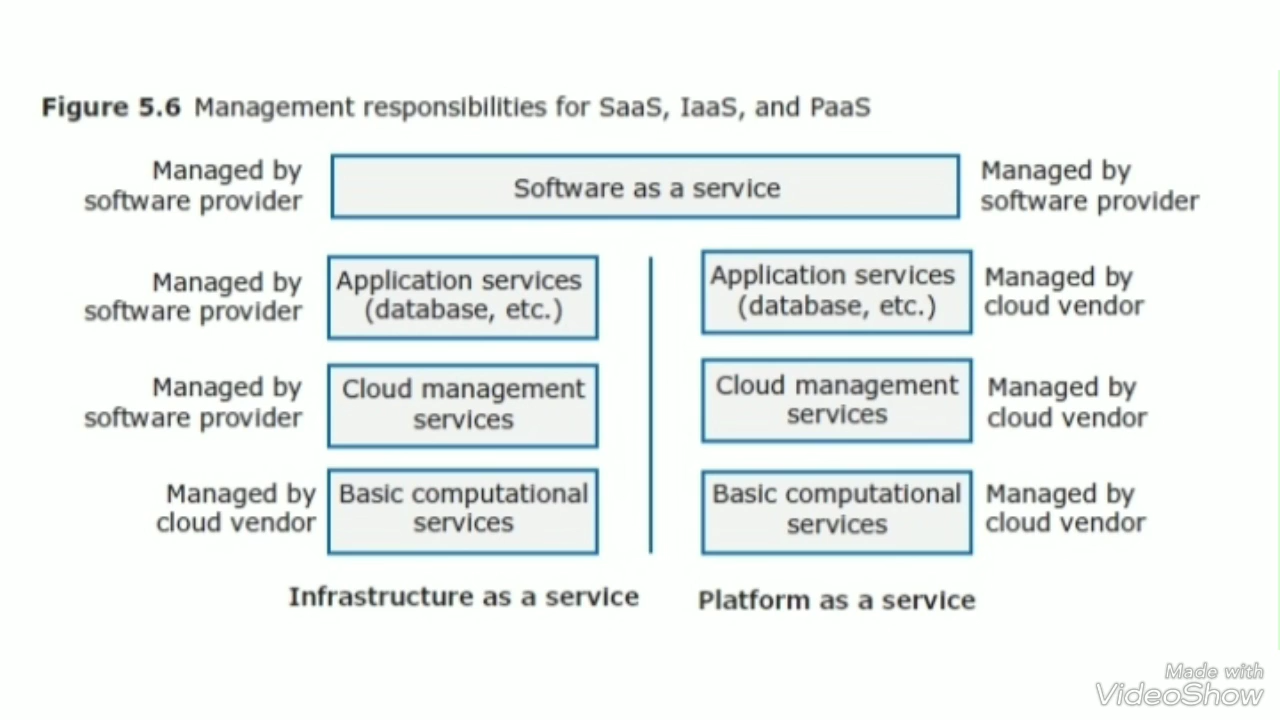 Figure 5.6 Management responsibilities for SaaS, IaaS, and PaaS
Managed by
software provider
Software as a service
Managed by
software provider
Managed by
software provider
Application services
(database, etc.)
Application services
(database, etc.)
Managed by
cloud vendor
Managed by
software provider
Cloud management
services
Cloud management
services
Managed by
cloud vendor
Managed by
cloud vendor
Basic computational
services
Basic computational
services
Managed by
cloud vendor
Infrastructure as a service
Platform as a service
Made with
VideoShow